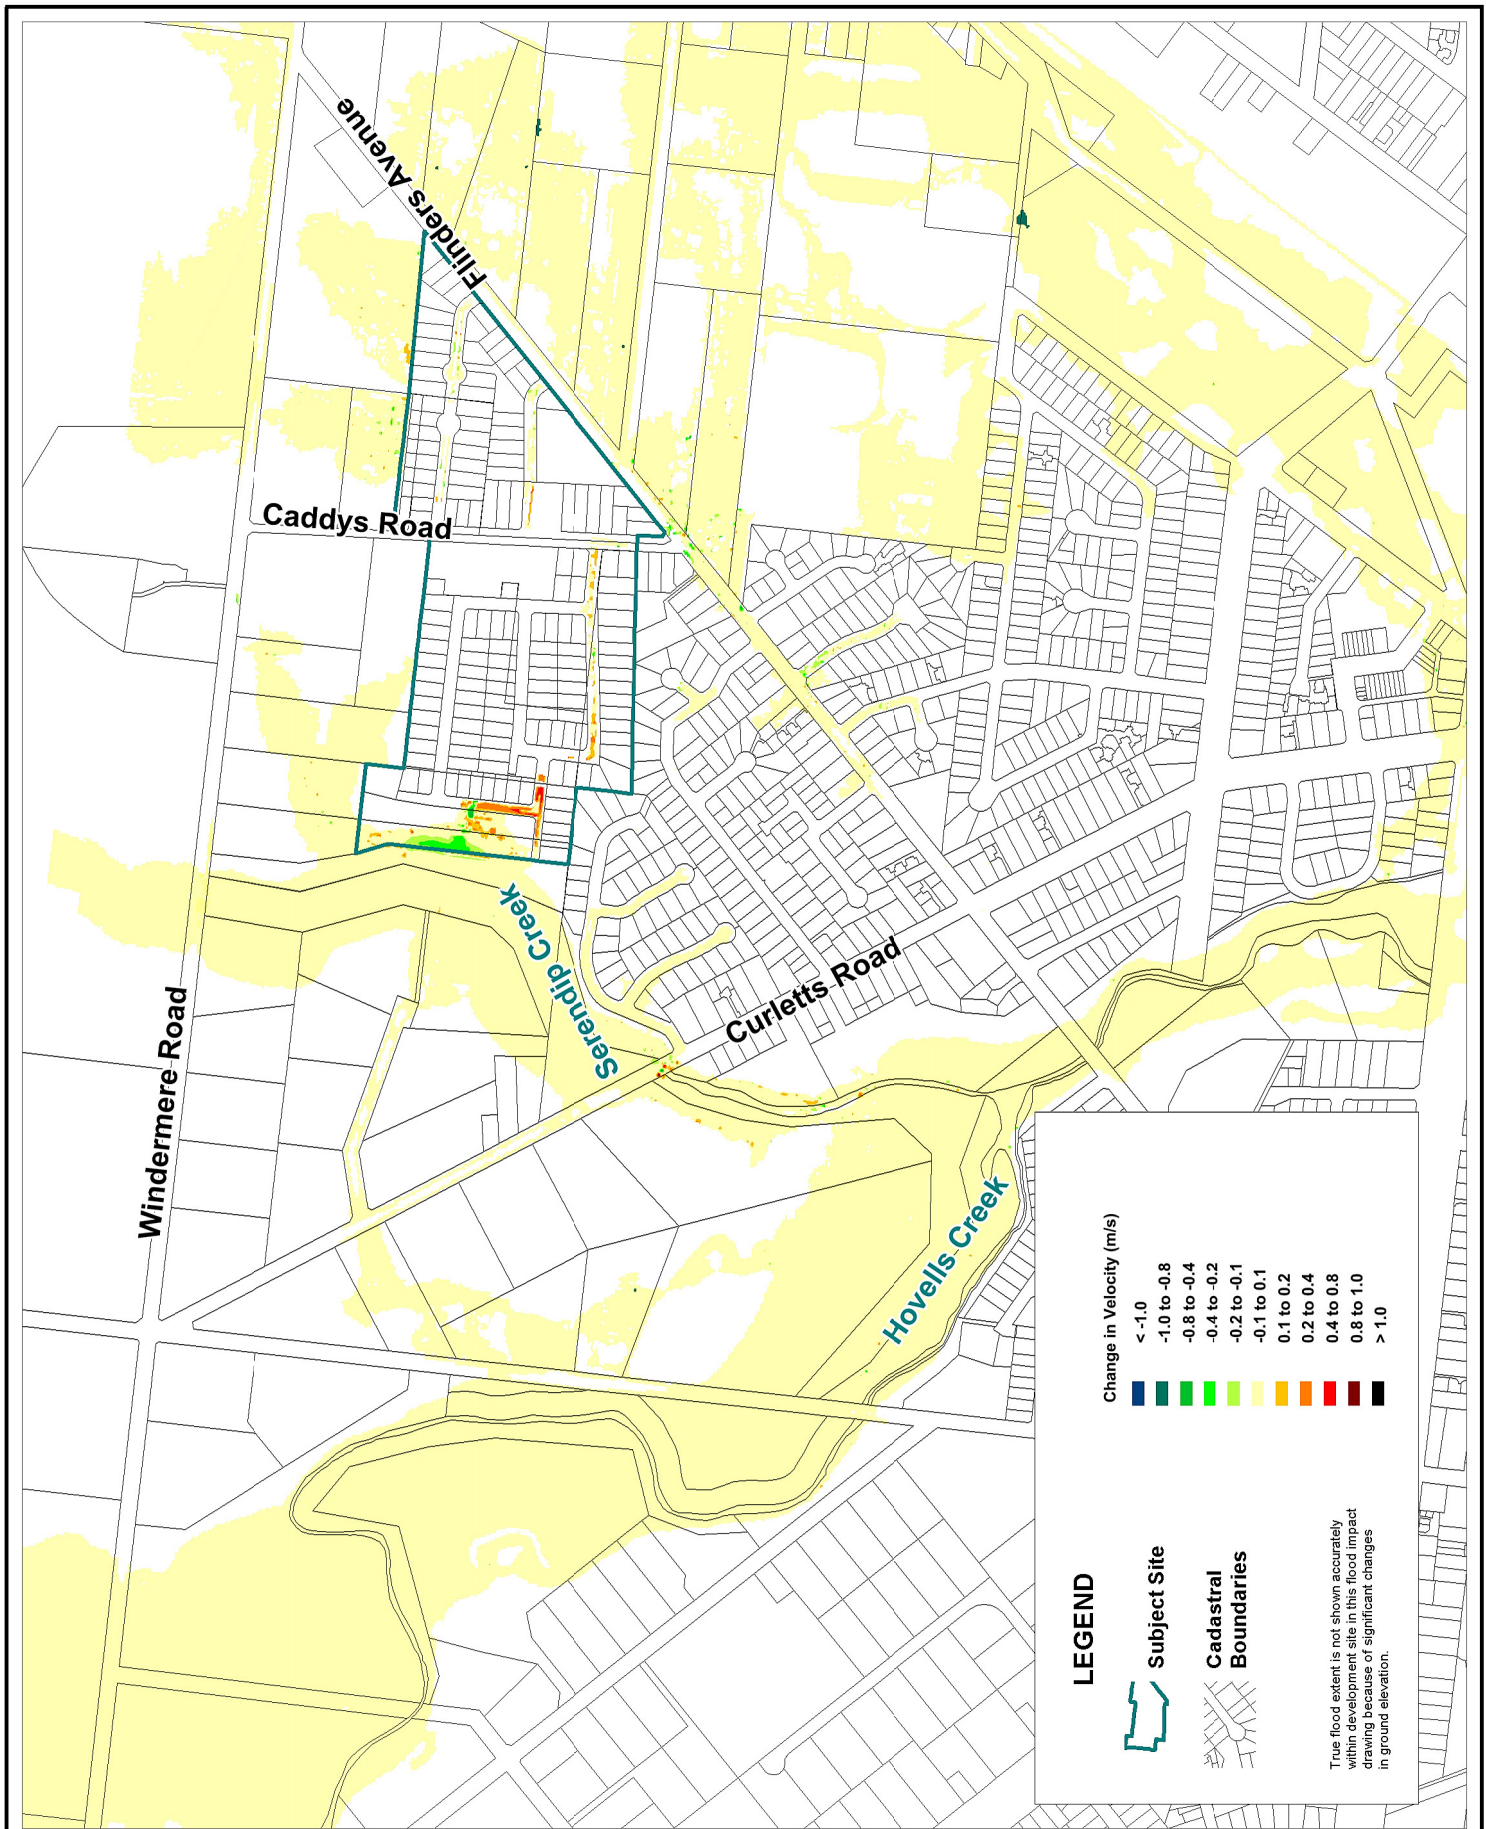 Flinders Avenue
Caddys Road
Windermere Road
Serendip Creek
Curletts Road
Hovells Creek
LEGEND
Subject Site
Cadastral
Boundaries
True flood extent is not shown accurately
within development site in this flood impact
drawing because of significant changes
in ground elevation.
Change in Velocity (m/s)
< -1.0
-1.0 to -0.8
-0.8 to -0.4
-0.4 to -0.2
-0.2 to -0.1
-0.1 to 0.1
0.1 to 0.2
0.2 to 0.4
0.4 to 0.8
0.8 to 1.0
> 1.0